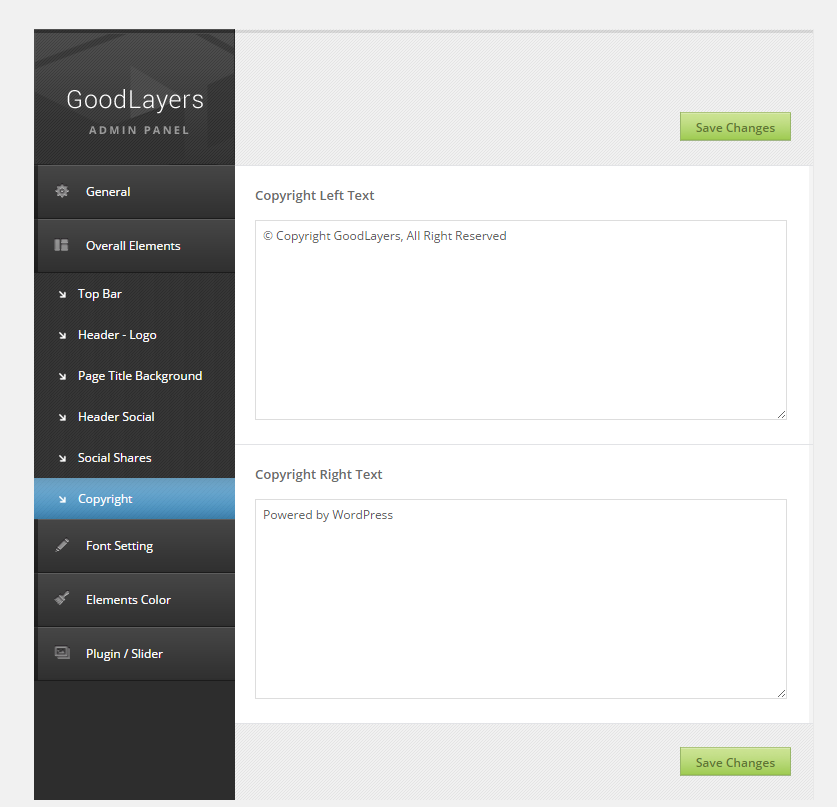 GoodLayers
ADMIN PANEL
Save Changes
General
Overall Elements
Top Bar
Header - Logo
Page Title Background
Header Social
Social Shares
Copyright
Font Setting
Elements Color
Plugin / Slider
Copyright Left Text
© Copyright GoodLayers, All Right Reserved
Copyright Right Text
Powered by WordPress
Save Changes